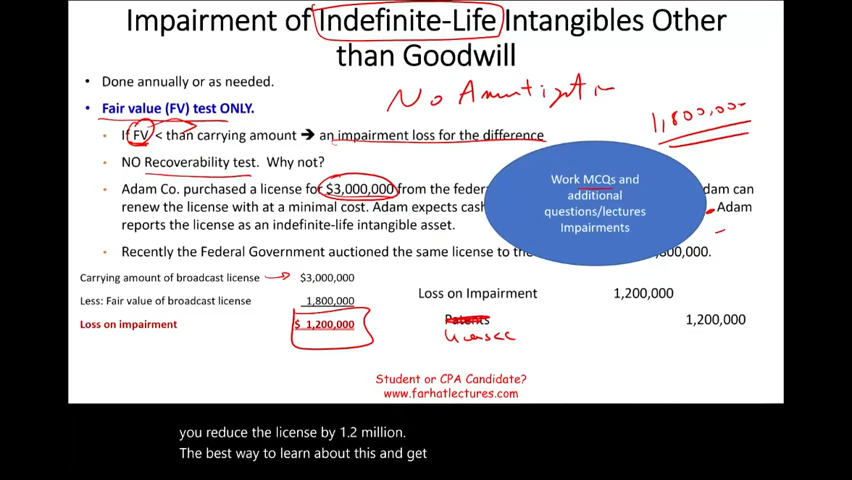 Impairment of Indefinite-Life Intangibles Other
than Goodwill
• Done annually or as needed.
No Amortization
• Fair value (FV) test ONLY.
1,800,000
• If FV < than carrying amount → an impairment loss for the difference
• NO Recoverability test. Why not?
• Adam Co. purchased a license for $3,000,000 from the feder
dam can
renew the license with at a minimal cost. Adam expects cas
Adam
reports the license as an indefinite-life intangible asset.
Work MCQs and
additional
questions/lectures
Impairments
• Recently the Federal Government auctioned the same license to th
800,000.
Carrying amount of broadcast license → $3,000,000
Less: Fair value of broadcast license 1,800,000
Loss on impairment $ 1,200,000
Loss on Impairment 1,200,000
Patents 1,200,000
License
Student or CPA Candidate?
www.farhatlectures.com
you reduce the license by 1.2 million.
The best way to learn about this and get